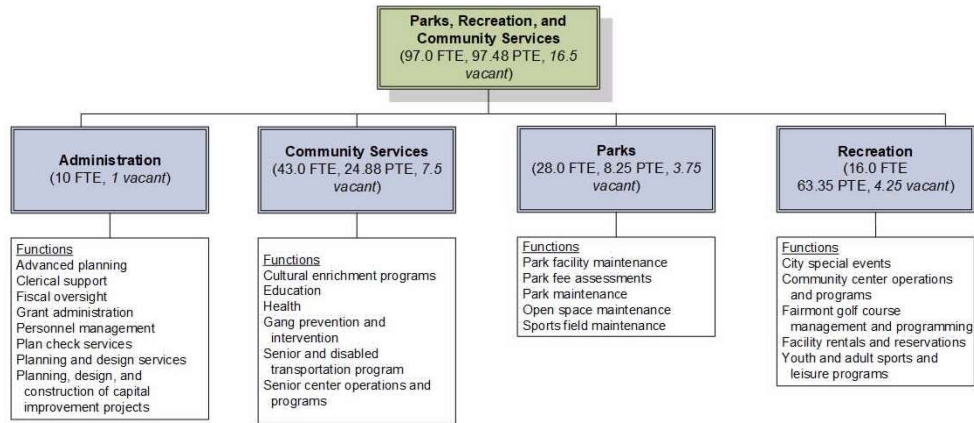 Parks, Recreation, and
Community Services
(97.0 FTE, 97.48 PTE, 16.5
vacant)
Administration
(10 FTE, 1 vacant)
Community Services
(43.0 FTE, 24.88 PTE, 7.5
vacant)
Parks
(28.0 FTE, 8.25 PTE, 3.75
vacant)
Recreation
(16.0 FTE
63.35 PTE, 4.25 vacant)
Functions
Advanced planning
Clerical support
Fiscal oversight
Grant administration
Personnel management
Plan check services
Planning and design services
Planning, design, and
construction of capital
improvement projects
Functions
Cultural enrichment programs
Education
Health
Gang prevention and
intervention
Senior and disabled
transportation program
Senior center operations and
programs
Functions
Park facility maintenance
Park fee assessments
Park maintenance
Open space maintenance
Sports field maintenance
Functions
City special events
Community center operations
and programs
Fairmont golf course
management and programming
Facility rentals and reservations
Youth and adult sports and
leisure programs